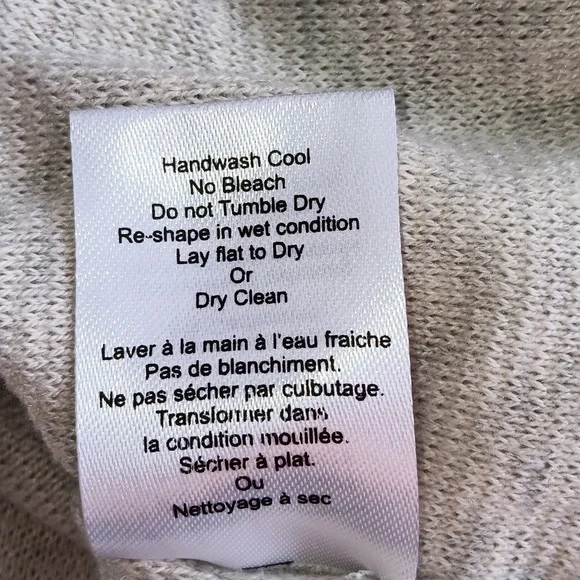 Handwash Cool
No Bleach
Do not Tumble Dry
Re-shape in wet condition
Lay flat to Dry
Or
Dry Clean
Laver à la main à l'eau fraiche
Pas de blanchiment.
Ne pas sécher par culbutage.
Transformer dans
la condition mouillée.
Sécher à plat.
Ou
Nettoyage à sec